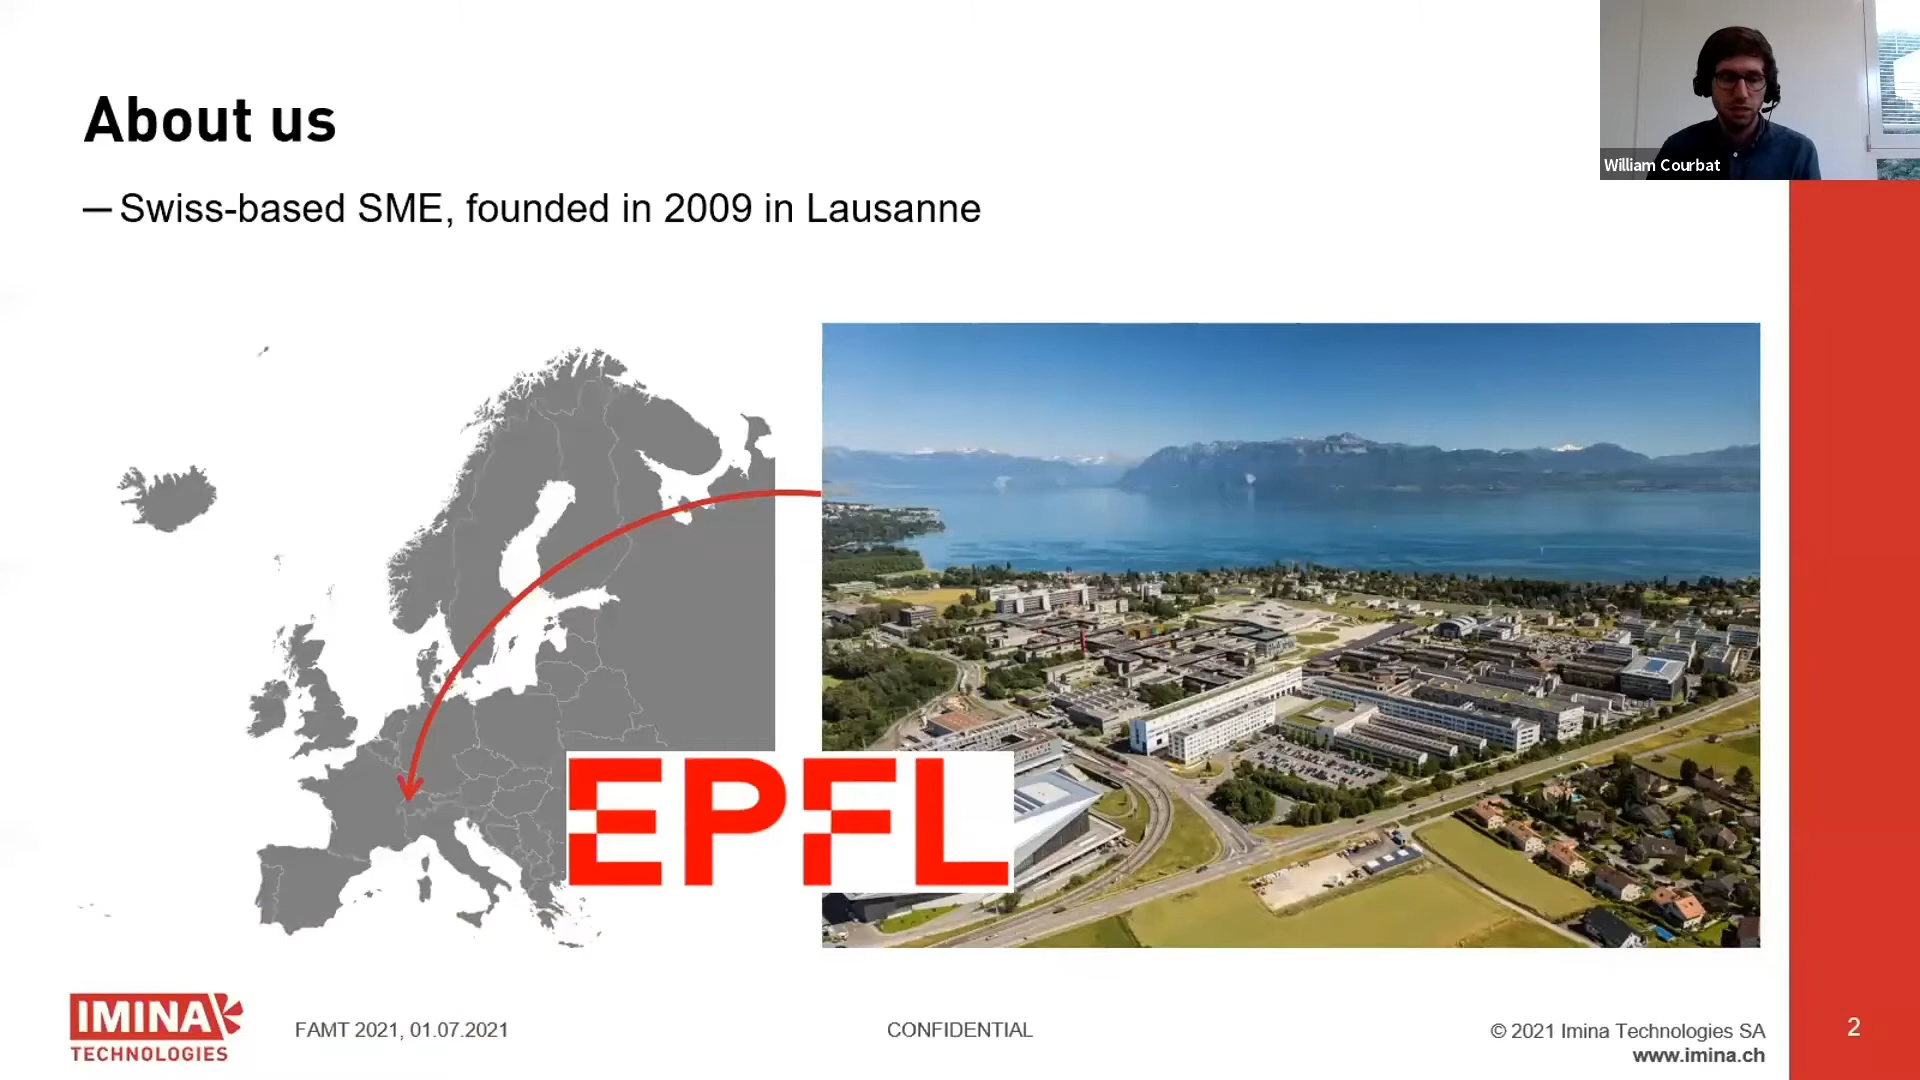 About us
William Courbat
— Swiss-based SME, founded in 2009 in Lausanne
EPFL
IMINA
TECHNOLOGIES
FAMT 2021, 01.07.2021
CONFIDENTIAL
© 2021 Imina Technologies SA
www.imina.ch
2